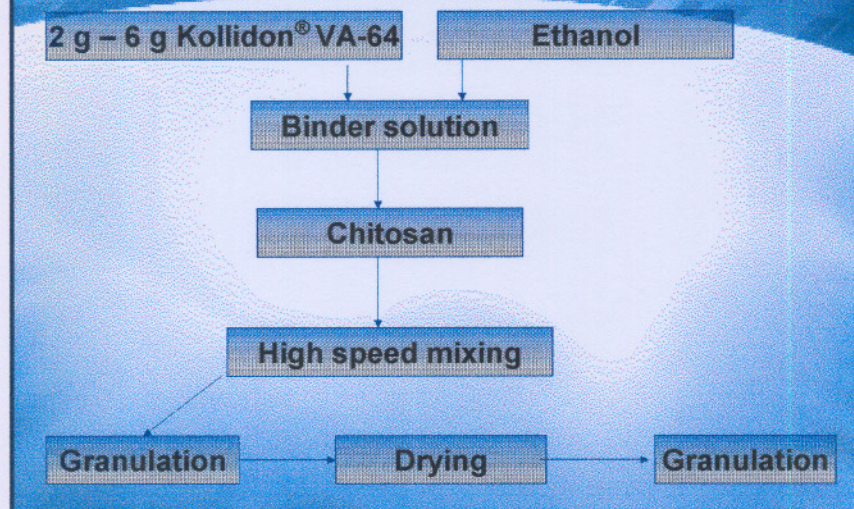 2 g – 6 g Kollidon® VA-64
Ethanol
Binder solution
Chitosan
High speed mixing
Granulation
Drying
Granulation